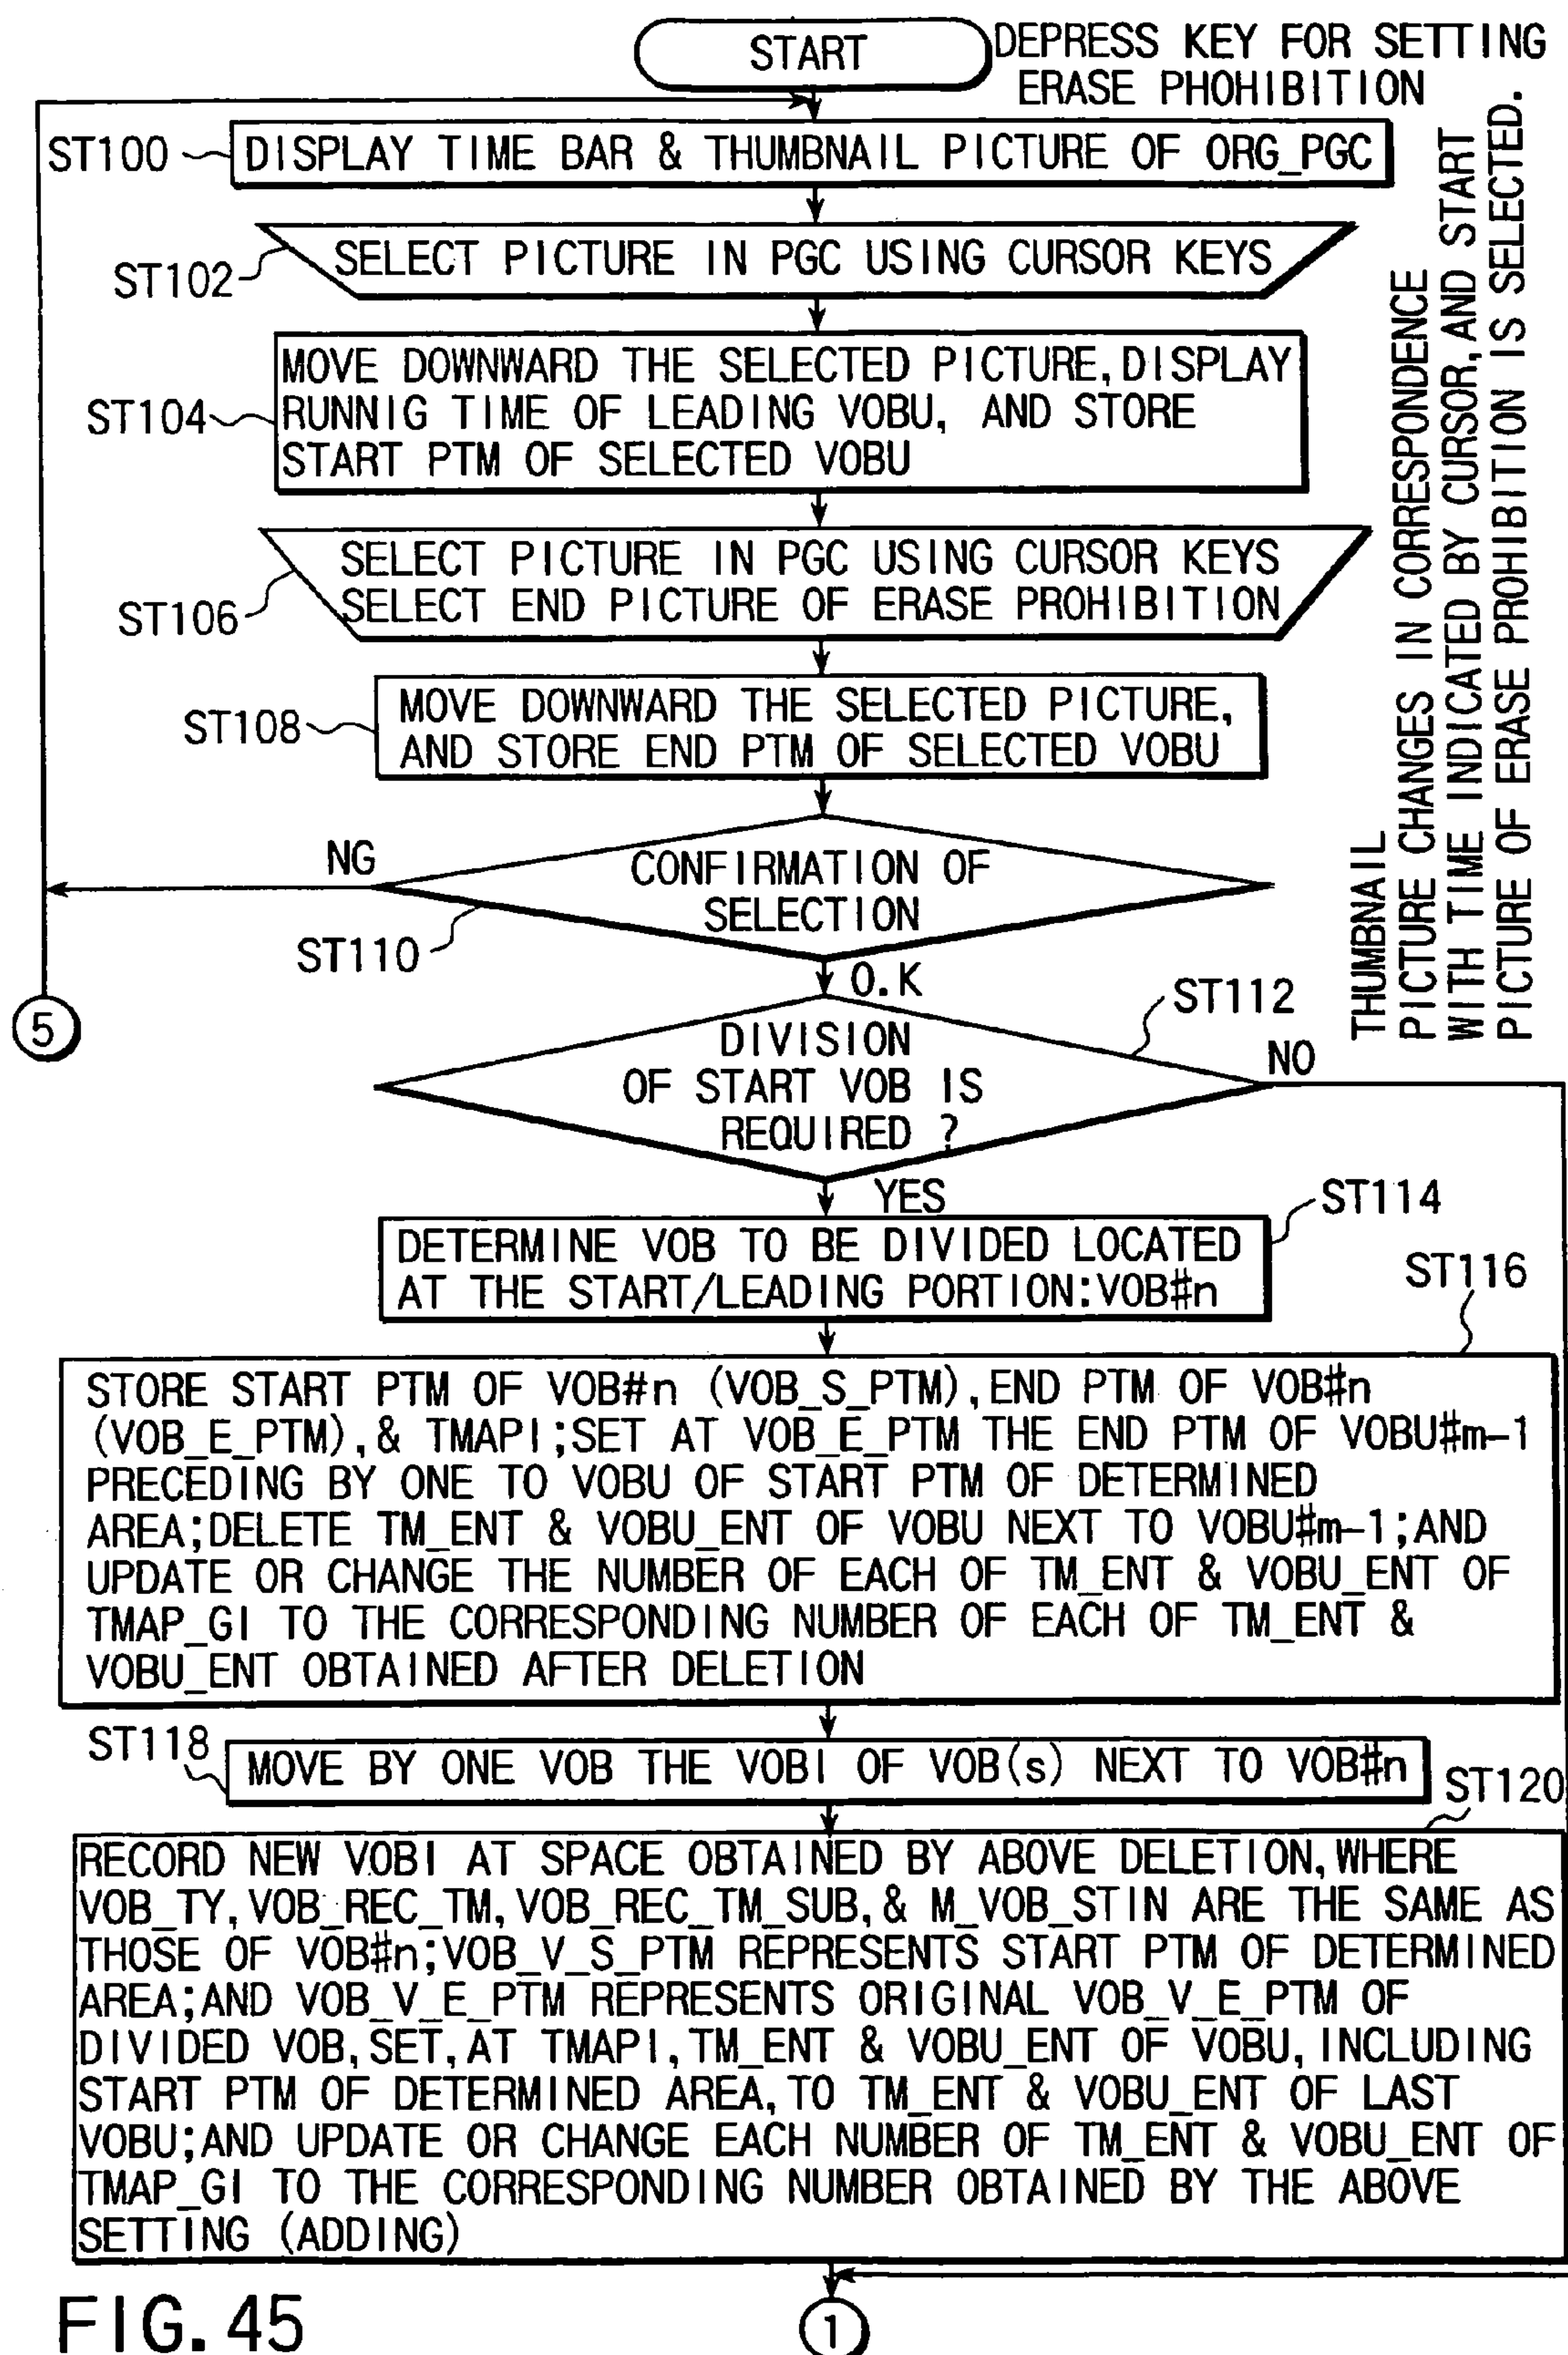 START
DEPRESS KEY FOR SETTING
ERASE PHOHIBITION
ST100
DISPLAY TIME BAR & THUMBNAIL PICTURE OF ORG_PGC
ST102
SELECT PICTURE IN PGC USING CURSOR KEYS
THUMBNAIL
PICTURE CHANGES IN CORRESPONDENCE
WITH TIME INDICATED BY CURSOR, AND START
PICTURE OF ERASE PROHIBITION IS SELECTED.
ST104
MOVE DOWNWARD THE SELECTED PICTURE, DISPLAY
RUNNIG TIME OF LEADING VOBU, AND STORE
START PTM OF SELECTED VOBU
ST106
SELECT PICTURE IN PGC USING CURSOR KEYS
SELECT END PICTURE OF ERASE PROHIBITION
ST108
MOVE DOWNWARD THE SELECTED PICTURE,
AND STORE END PTM OF SELECTED VOBU
NG
CONFIRMATION OF
SELECTION
ST110
O.K
5
ST112
DIVISION
OF START VOB IS
REQUIRED ?
NO
YES
ST114
DETERMINE VOB TO BE DIVIDED LOCATED
AT THE START/LEADING PORTION:VOB#n
ST116
STORE START PTM OF VOB#n (VOB_S_PTM), END PTM OF VOB#n
(VOB_E_PTM), & TMAPI;SET AT VOB_E_PTM THE END PTM OF VOBU#m-1
PRECEDING BY ONE TO VOBU OF START PTM OF DETERMINED
AREA;DELETE TM_ENT & VOBU_ENT OF VOBU NEXT TO VOBU#m-1;AND
UPDATE OR CHANGE THE NUMBER OF EACH OF TM_ENT & VOBU_ENT OF
TMAP_GI TO THE CORRESPONDING NUMBER OF EACH OF TM_ENT &
VOBU_ENT OBTAINED AFTER DELETION
ST118
MOVE BY ONE VOB THE VOBI OF VOB(s) NEXT TO VOB#n
ST120
RECORD NEW VOBI AT SPACE OBTAINED BY ABOVE DELETION, WHERE
VOB_TY, VOB_REC_TM, VOB_REC_TM_SUB, & M_VOB_STIN ARE THE SAME AS
THOSE OF VOB#n;VOB_V_S_PTM REPRESENTS START PTM OF DETERMINED
AREA;AND VOB_V_E_PTM REPRESENTS ORIGINAL VOB_V_E_PTM OF
DIVIDED VOB, SET, AT TMAPI, TM_ENT & VOBU_ENT OF VOBU, INCLUDING
START PTM OF DETERMINED AREA, TO TM_ENT & VOBU_ENT OF LAST
VOBU;AND UPDATE OR CHANGE EACH NUMBER OF TM_ENT & VOBU_ENT OF
TMAP_GI TO THE CORRESPONDING NUMBER OBTAINED BY THE ABOVE
SETTING (ADDING)
1
FIG. 45